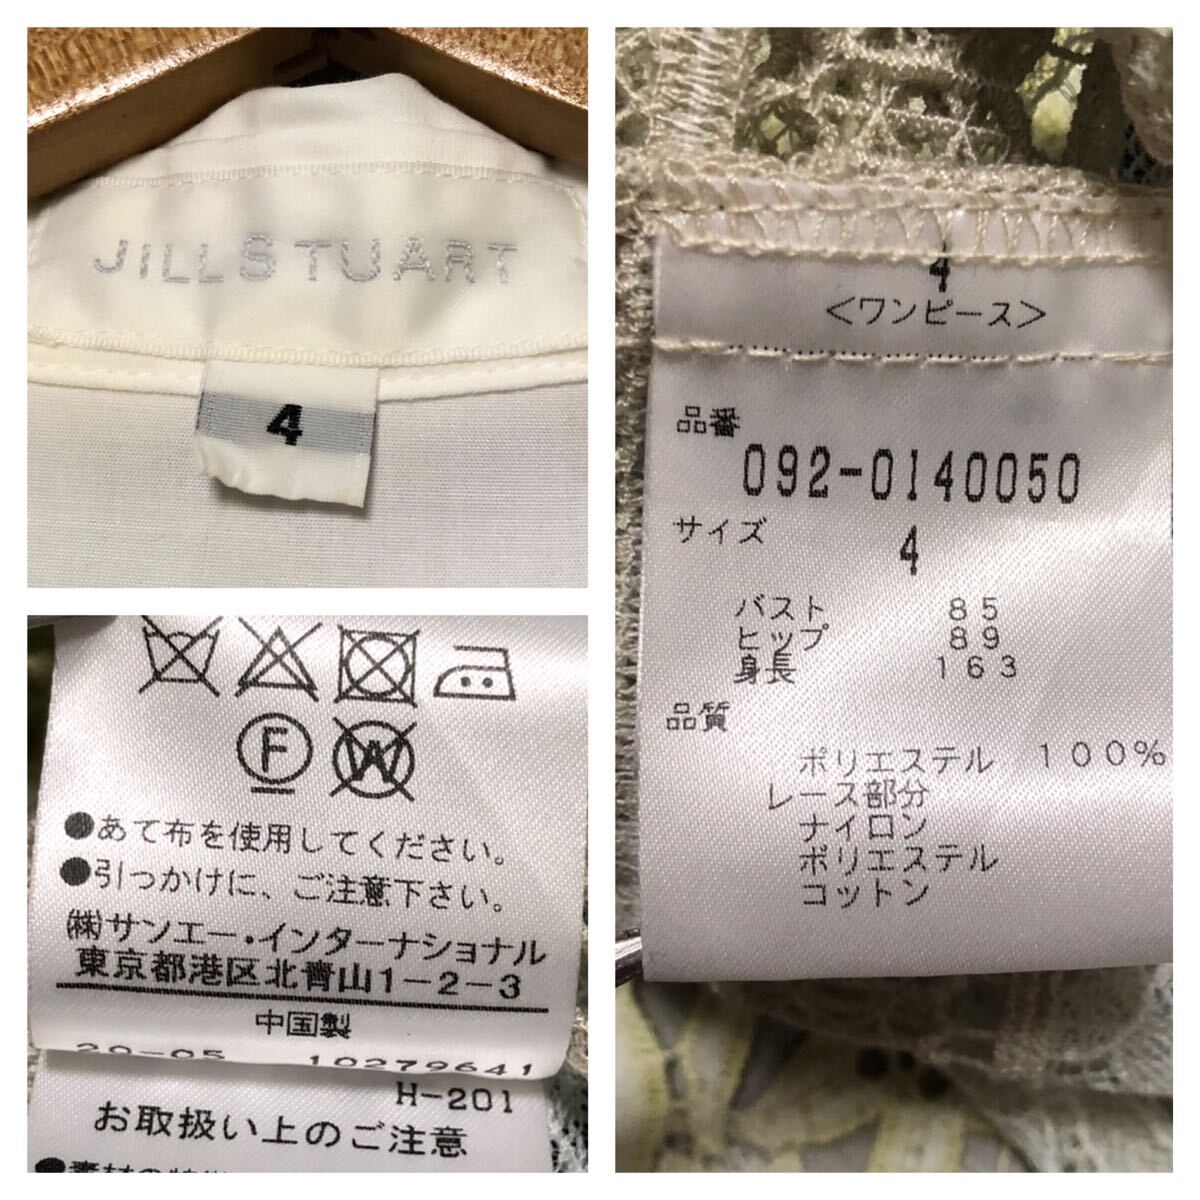 JILLSTUART
4
F W
●あて布を使用してください。
●引っかけに、ご注意下さい。
㈱サンエー・インターナショナル
東京都港区北青山1-2-3
中国製
20-05 10279641
H-201
お取扱い上のご注意
4
<ワンピース>
品番
092-0140050
サイズ 4
バスト 85
ヒップ 89
身長 163
品質
ポリエステル 100%
レース部分
ナイロン
ポリエステル
コットン